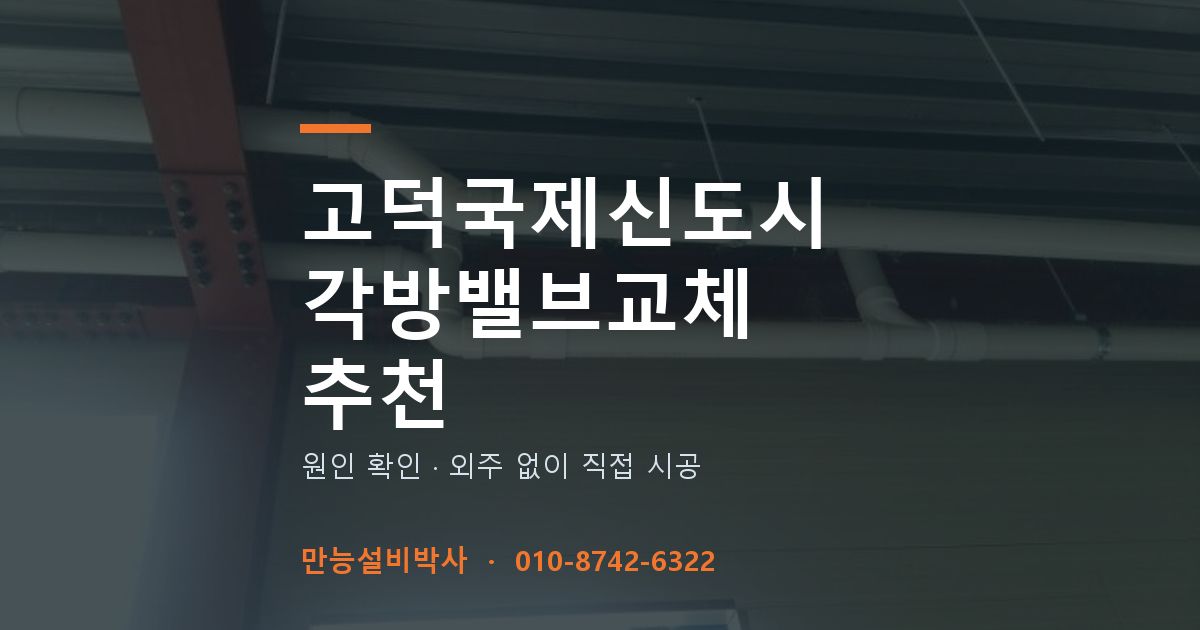 고덕국제신도시
각방밸브교체
추천
원인 확인 · 외주 없이 직접 시공
만능설비박사 · 010-8742-6322